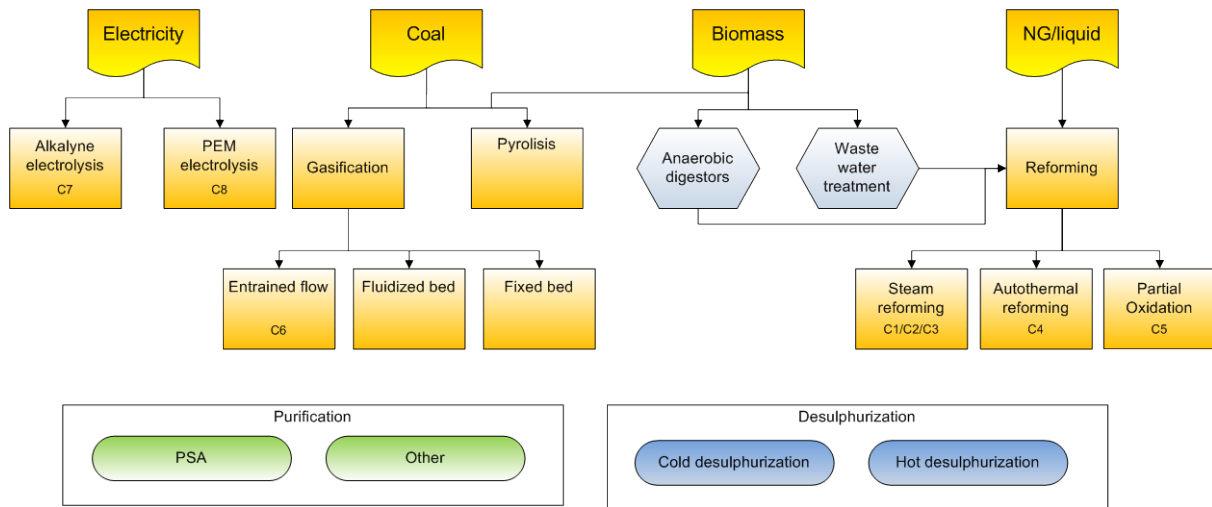 Electricity
Coal
Biomass
NG/liquid
Alkalyne
electrolysis
C7
PEM
electrolysis
C8
Gasification
Pyrolisis
Anaerobic
digestors
Waste
water
treatment
Reforming
Entrained flow
C6
Fluidized bed
Fixed bed
Steam
reforming
C1/C2/C3
Autothermal
reforming
C4
Partial
Oxidation
C5
Purification
PSA
Other
Desulphurization
Cold desulphurization
Hot desulphurization